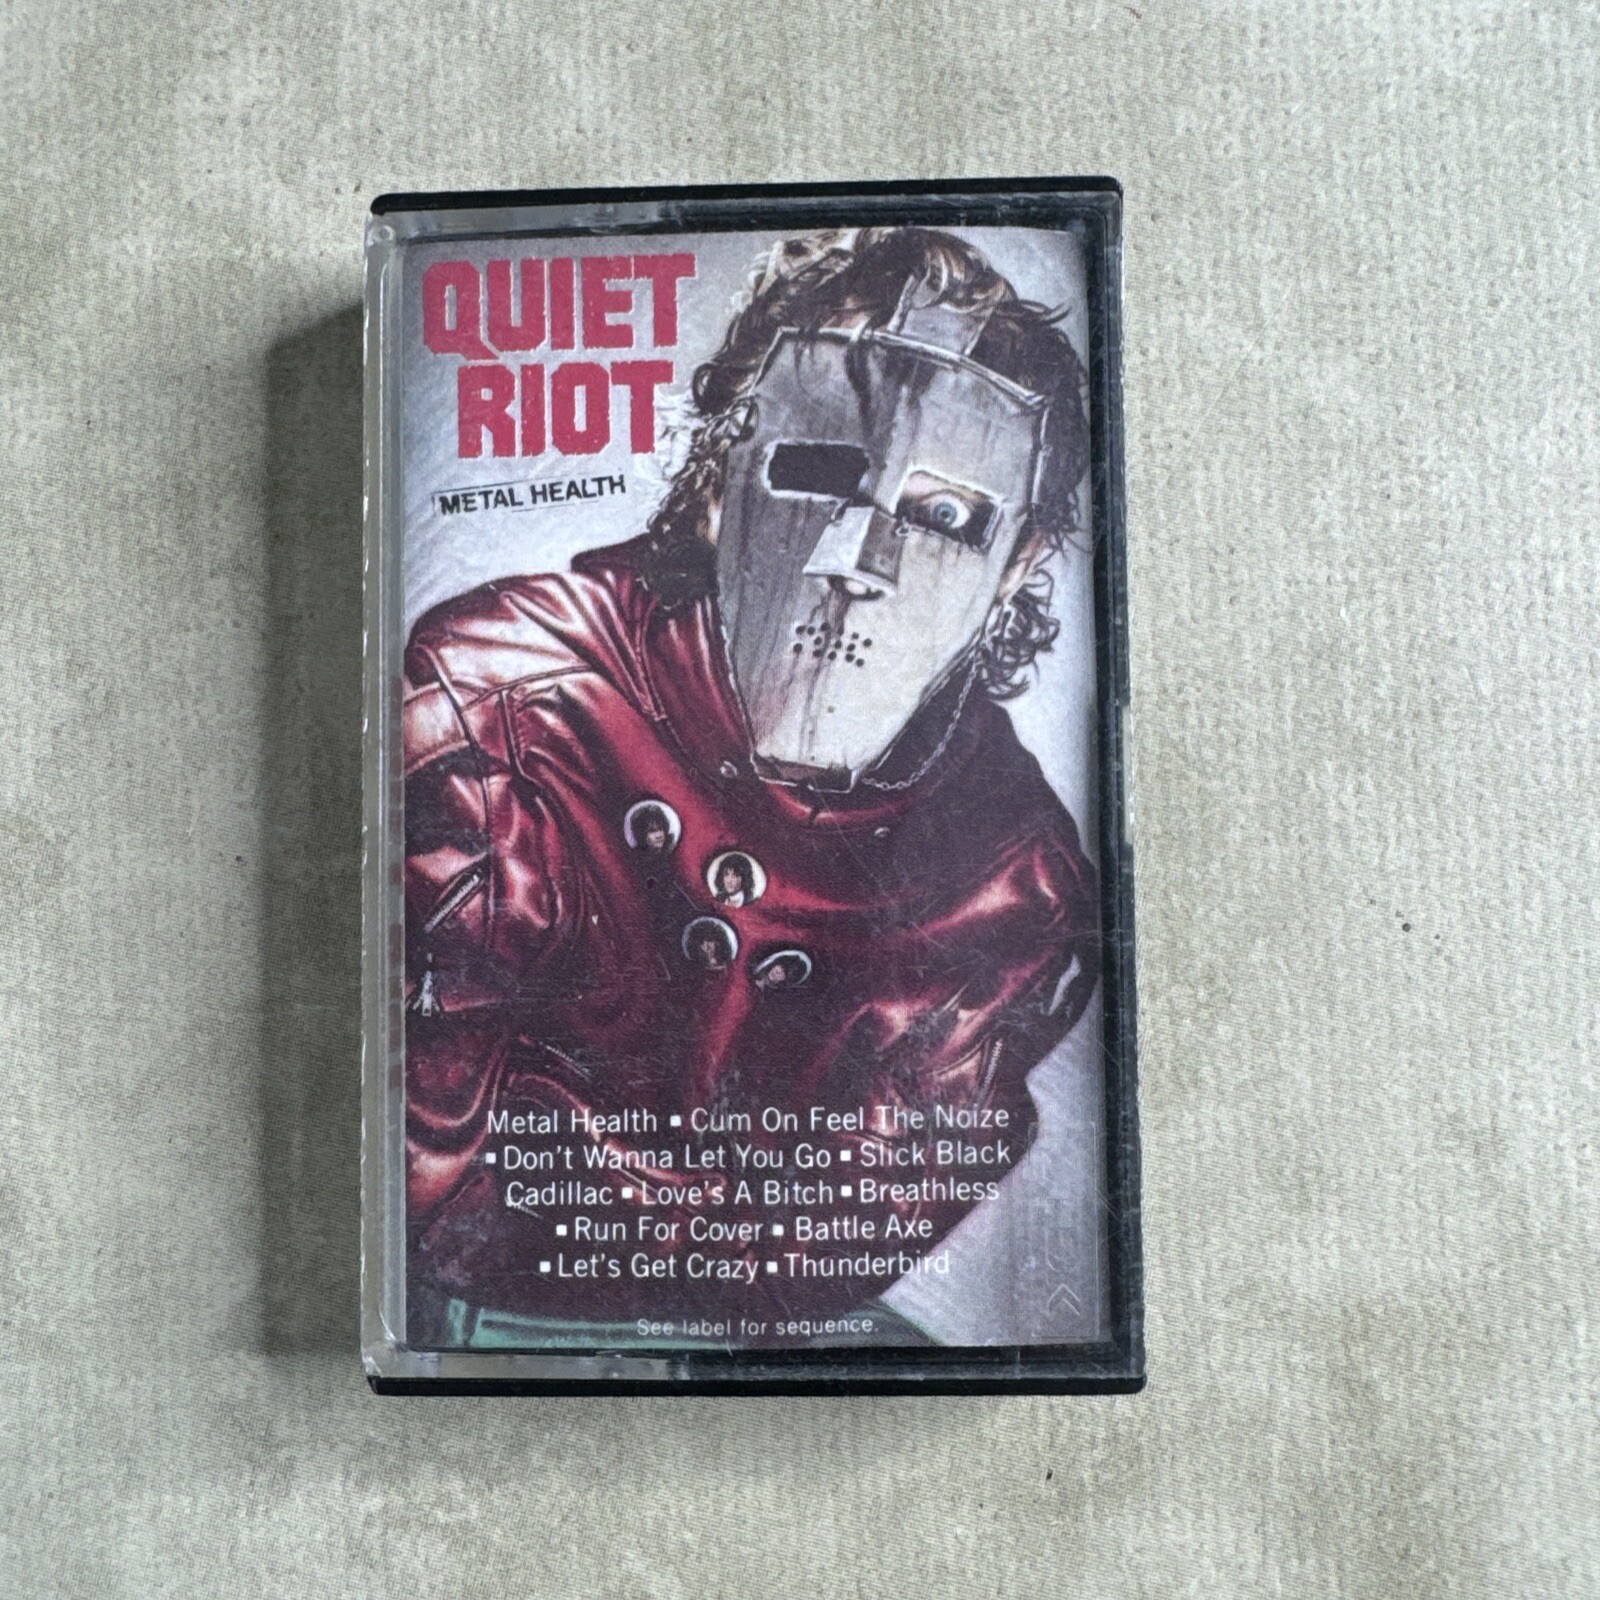 QUIET
RIOT
METAL HEALTH
Metal Health ▪ Cum On Feel The Noize
▪ Don't Wanna Let You Go ▪ Slick Black
Cadillac ▪ Love's A Bitch ▪ Breathless
▪ Run For Cover ▪ Battle Axe
▪ Let's Get Crazy ▪ Thunderbird
See label for sequence.